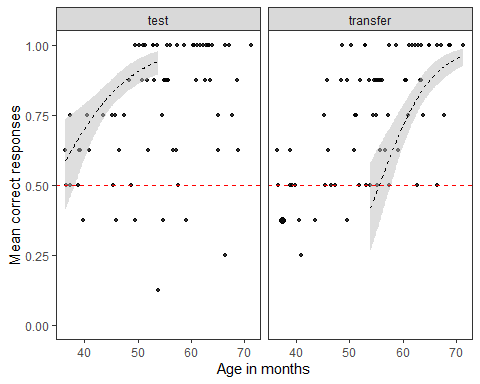 test transfer
Mean correct responses
1.00
0.75
0.50
0.25
0.00
40 50 60 70 40 50 60 70
Age in months